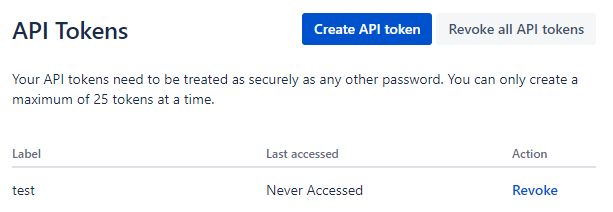 API Tokens
Create API token
Revoke all API tokens
Your API tokens need to be treated as securely as any other password. You can only create a
maximum of 25 tokens at a time.
Label Last accessed Action
test Never Accessed Revoke